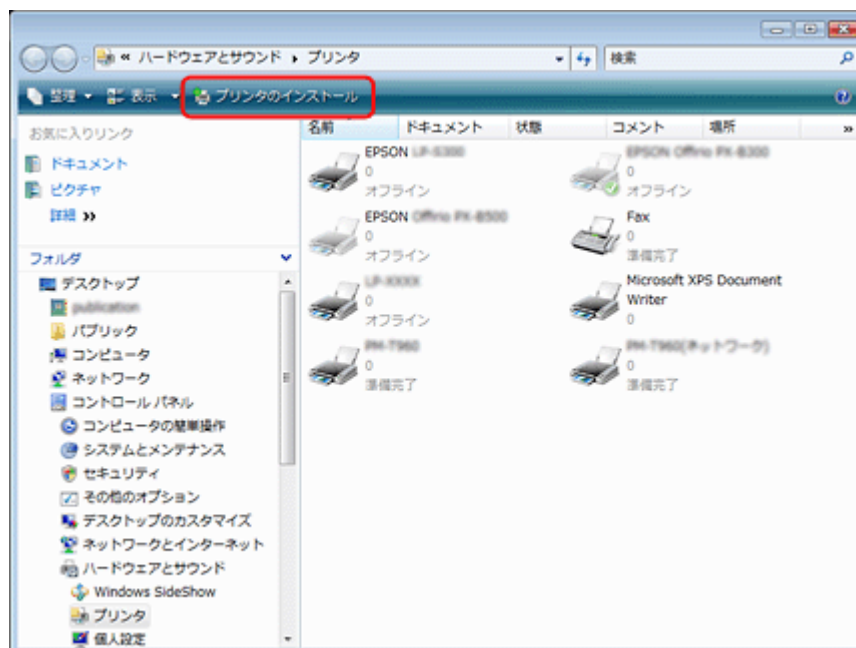 « ハードウェアとサウンド ▸ プリンタ
検索
整理 表示 プリンタのインストール
お気に入りリンク
ドキュメント
ピクチャ
詳細 »
フォルダ
デスクトップ
パブリック
コンピュータ
ネットワーク
コントロール パネル
コンピュータの簡単操作
システムとメンテナンス
セキュリティ
その他のオプション
デスクトップのカスタマイズ
ネットワークとインターネット
ハードウェアとサウンド
Windows SideShow
プリンタ
個人設定
名前 ドキュメント 状態 コメント 場所 »
EPSON
0
オフライン
0
オフライン
EPSON
0
オフライン
Fax
0
準備完了
0
オフライン
Microsoft XPS Document
Writer
0
0
準備完了
0
準備完了